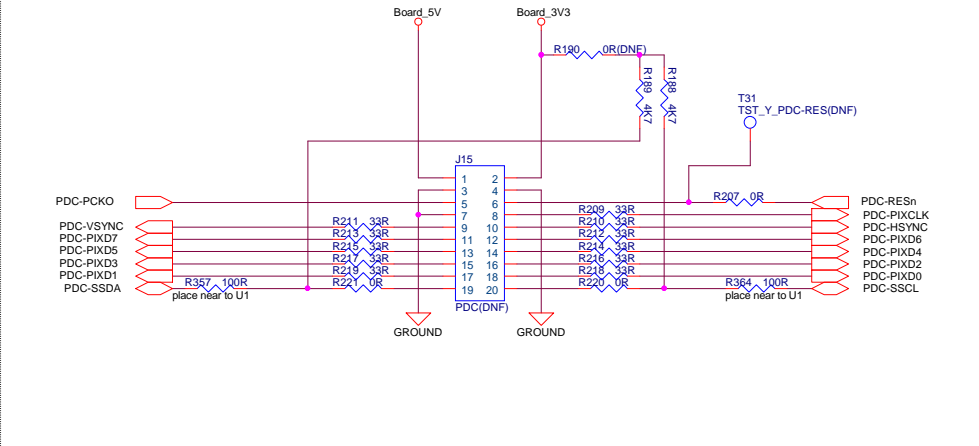 Board_5V Board_3V3
R190 0R(DNF)
R189 4K7
R188 4K7
T31
TST_Y_PDC-RES(DNF)
J15
1 2
3 4
PDC-PCKO 5 6 R207 0R PDC-RESn
7 8 R209 33R PDC-PIXCLK
PDC-VSYNC R211 33R 9 10 R210 33R PDC-HSYNC
PDC-PIXD7 R213 33R 11 12 R212 33R PDC-PIXD6
PDC-PIXD5 R215 33R 13 14 R214 33R PDC-PIXD4
PDC-PIXD3 R217 33R 15 16 R216 33R PDC-PIXD2
PDC-PIXD1 R219 33R 17 18 R218 33R PDC-PIXD0
PDC-SSDA R357 100R R221 0R 19 20 R220 0R R364 100R PDC-SSCL
place near to U1 place near to U1
PDC(DNF)
GROUND GROUND